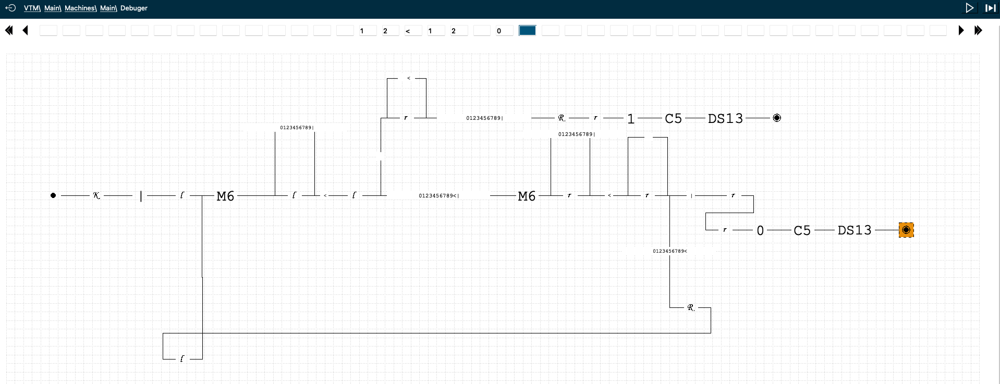 VTM\ Main\ Machines\ Main\ Debuger
1 2 < 1 2 0
<
r 0123456789| R r 1 C5 DS13
0123456789|
0123456789|
K | l M6 l < l 0123456789<| M6 r < r | r
r 0 C5 DS13
0123456789<
R
l